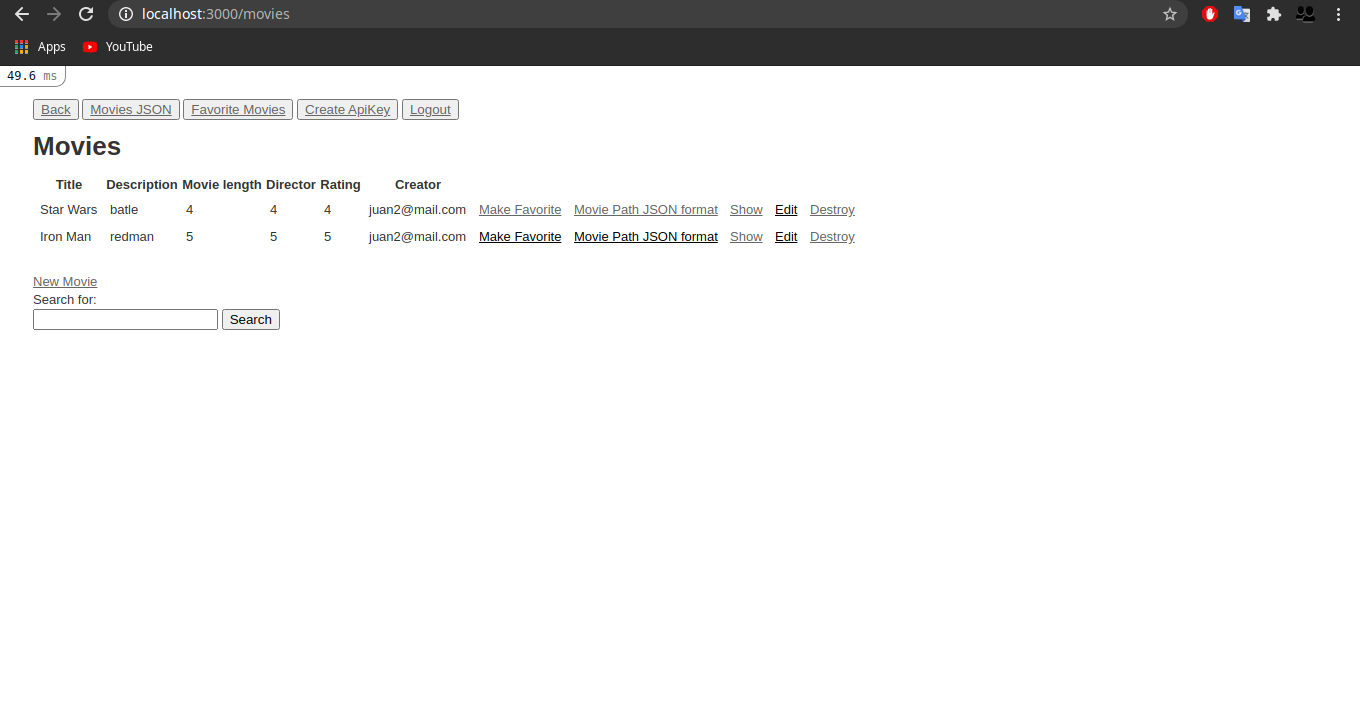 localhost:3000/movies
Apps YouTube
49.6 ms
Back Movies JSON Favorite Movies Create ApiKey Logout
Movies
Title Description Movie length Director Rating Creator
Star Wars batle 4 4 4 juan2@mail.com Make Favorite Movie Path JSON format Show Edit Destroy
Iron Man redman 5 5 5 juan2@mail.com Make Favorite Movie Path JSON format Show Edit Destroy
New Movie
Search for:
Search